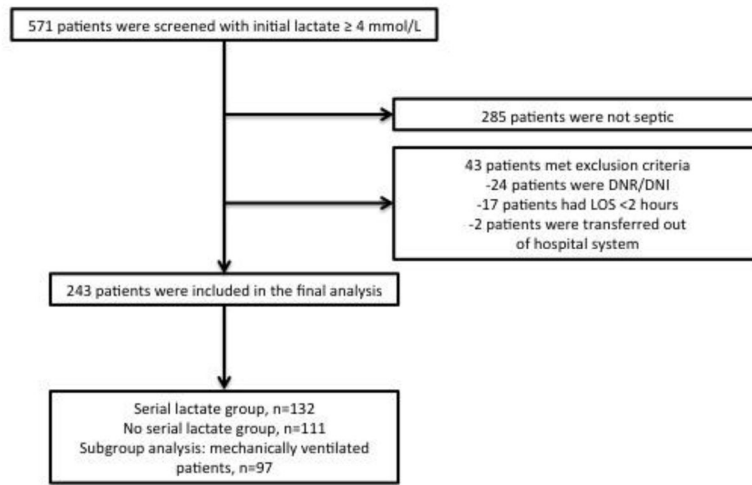 571 patients were screened with initial lactate ≥ 4 mmol/L
285 patients were not septic
43 patients met exclusion criteria
-24 patients were DNR/DNI
-17 patients had LOS <2 hours
-2 patients were transferred out
of hospital system
243 patients were included in the final analysis
Serial lactate group, n=132
No serial lactate group, n=111
Subgroup analysis: mechanically ventilated
patients, n=97